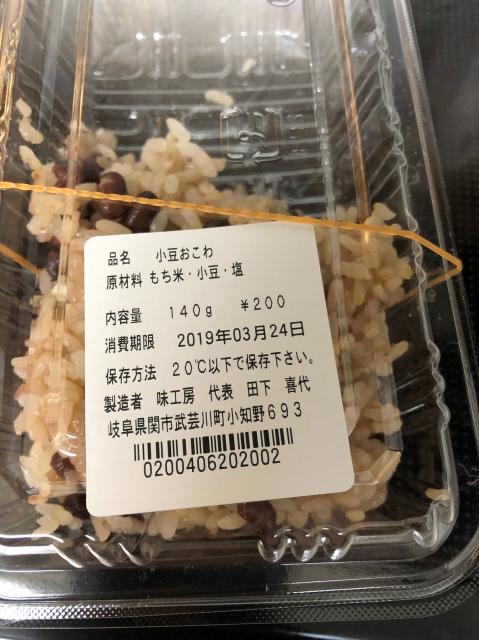 品名 小豆おこわ
原材料 もち米・小豆・塩
内容量 140g ¥200
消費期限 2019年03月24日
保存方法 20℃以下で保存下さい。
製造者 味工房 代表 田下 喜代
岐阜県関市武芸川町小知野693
0200406202002